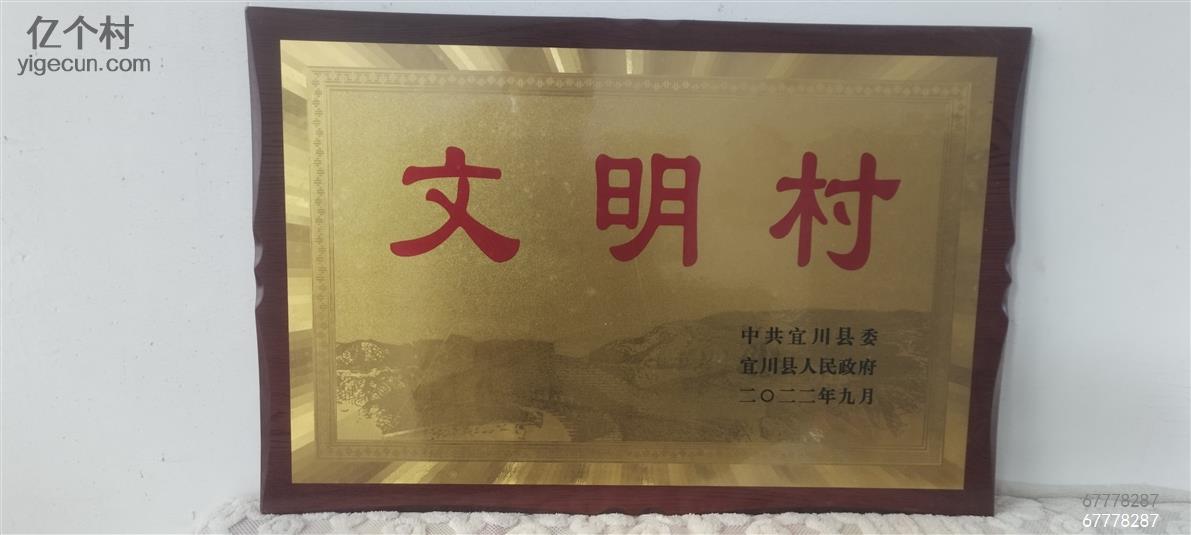 亿个村
yigecun.com
文明村
中共宜川县委
宜川县人民政府
二〇二二年九月
67778287
67778287